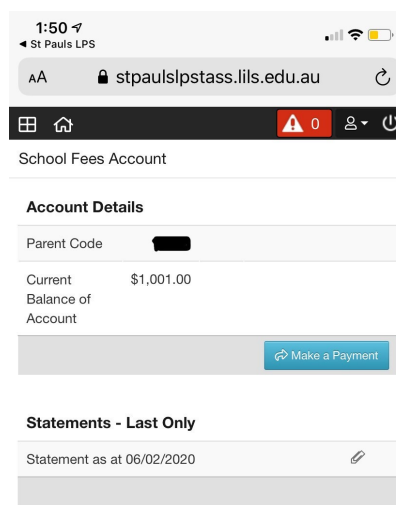 1:50
◀ St Pauls LPS
AA stpaulslpstass.lils.edu.au
0
School Fees Account
Account Details
Parent Code
Current $1,001.00
Balance of
Account
Make a Payment
Statements - Last Only
Statement as at 06/02/2020